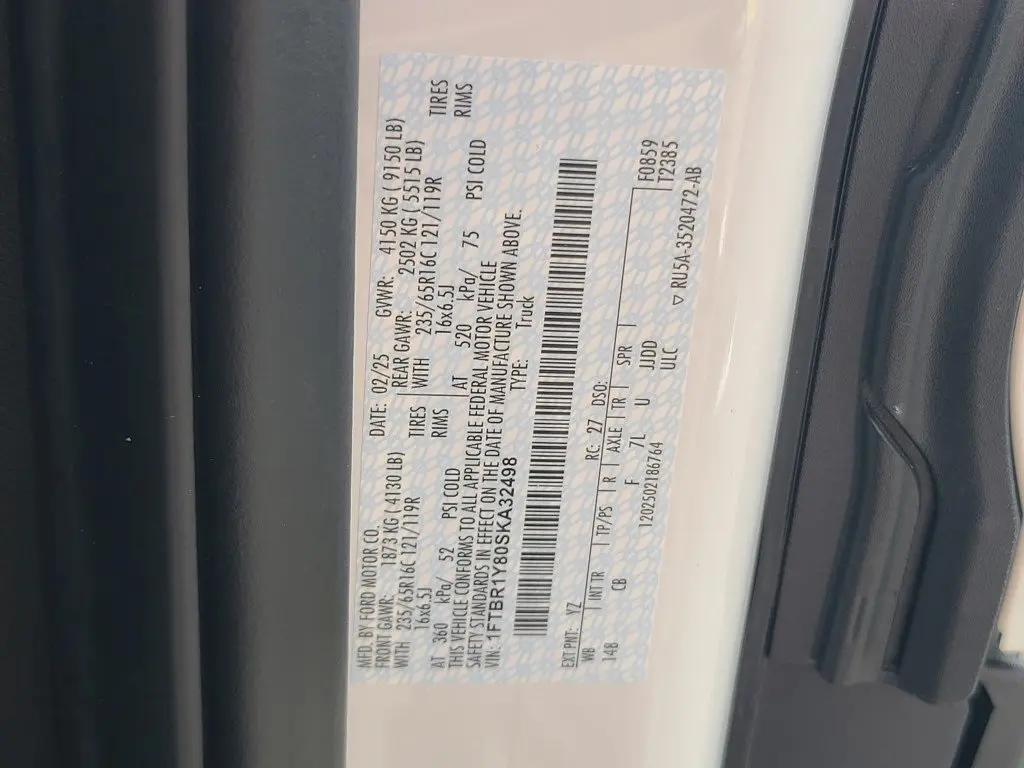 MFD. BY FORD MOTOR CO. DATE: 02/25 GVWR: 4150 KG ( 9150 LB)
FRONT GAWR: 1873 KG ( 4130 LB) REAR GAWR: 2502 KG ( 5515 LB)
WITH 235/65R16C 121/119R TIRES WITH 235/65R16C 121/119R TIRES
16x6.5J RIMS 16x6.5J RIMS
AT 360 kPa/ 52 PSI COLD AT 520 kPa/ 75 PSI COLD
THIS VEHICLE CONFORMS TO ALL APPLICABLE FEDERAL MOTOR VEHICLE
SAFETY STANDARDS IN EFFECT ON THE DATE OF MANUFACTURE SHOWN ABOVE.
VIN: 1FTBR1Y80SKA32498 TYPE: Truck
EXT PNT: YZ RC: 27 DSO: F0859
WB INT TR TP/PS R AXLE TR SPR T2385
148 CB F 7L U JJDD
1202502186764 ULC RU5A-3520472-AB